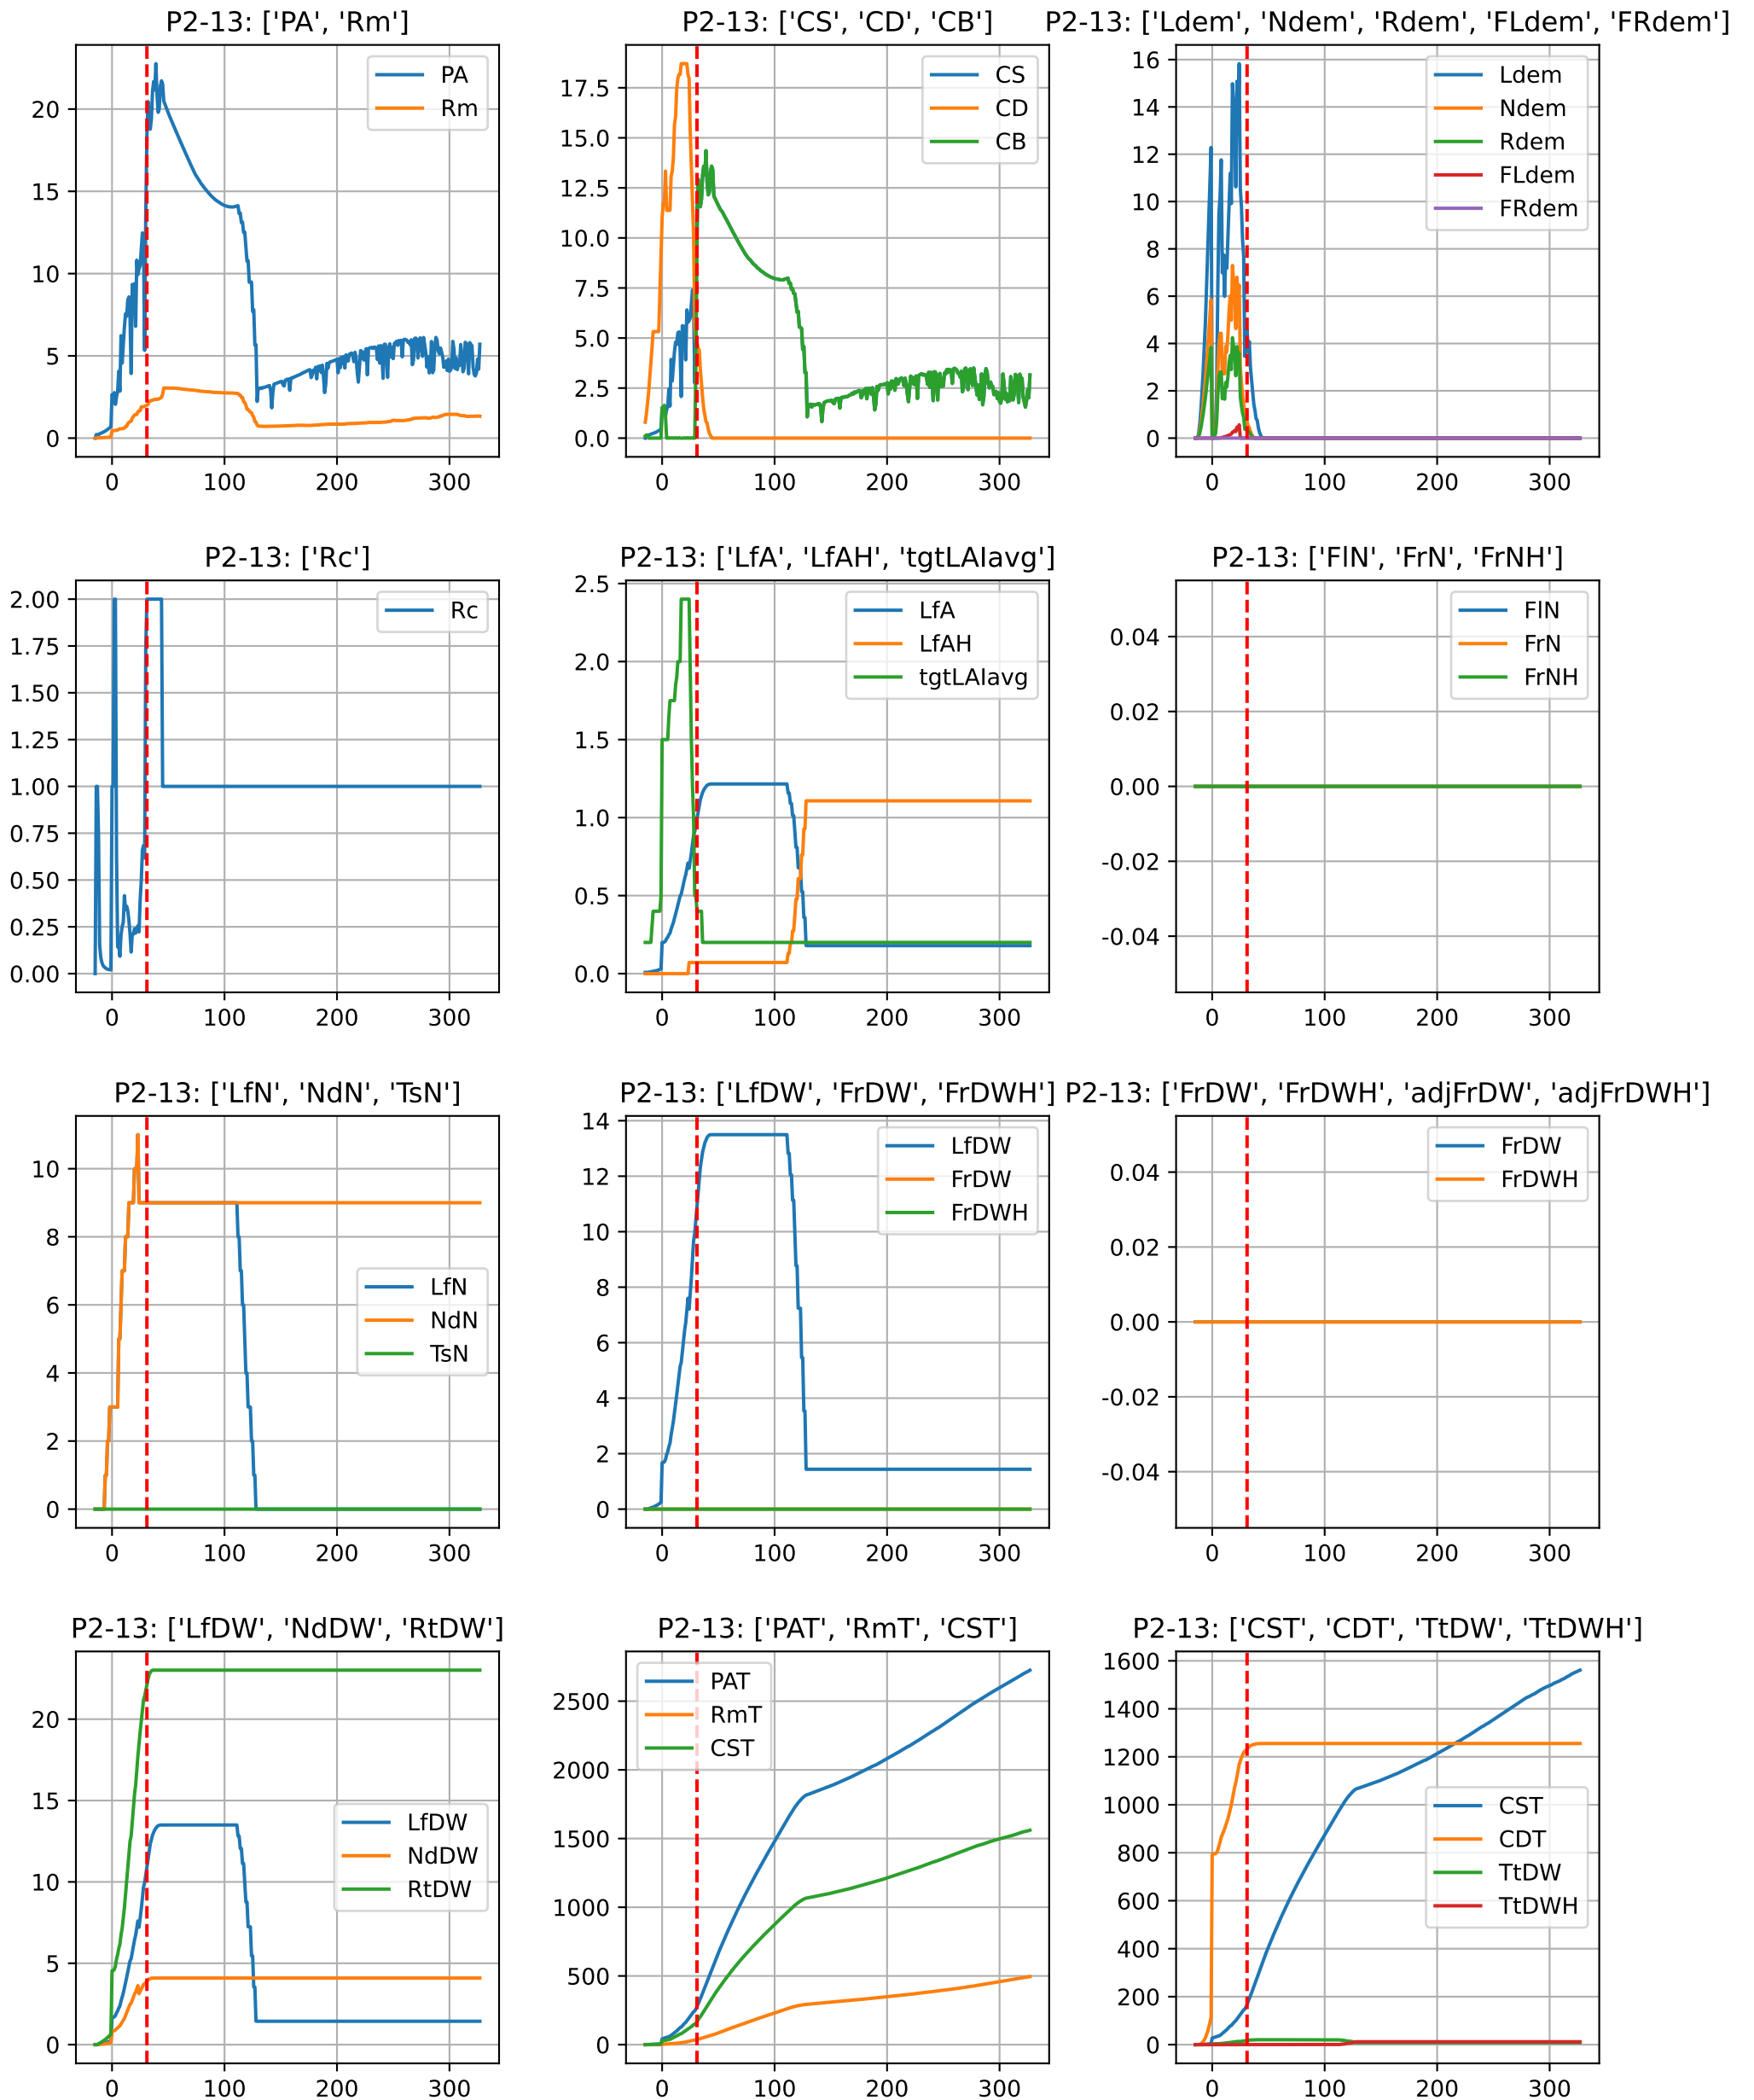 P2-13: ['PA', 'Rm']
P2-13: ['CS', 'CD', 'CB']
P2-13: ['Ldem', 'Ndem', 'Rdem', 'FLdem', 'FRdem']
PA
Rm
20
15
10
5
0
0 100 200 300
CS
CD
CB
17.5
15.0
12.5
10.0
7.5
5.0
2.5
0.0
0 100 200 300
Ldem
Ndem
Rdem
FLdem
FRdem
16
14
12
10
8
6
4
2
0
0 100 200 300
P2-13: ['Rc']
P2-13: ['LfA', 'LfAH', 'tgtLAIavg']
P2-13: ['FlN', 'FrN', 'FrNH']
Rc
2.00
1.75
1.50
1.25
1.00
0.75
0.50
0.25
0.00
0 100 200 300
LfA
LfAH
tgtLAIavg
2.5
2.0
1.5
1.0
0.5
0.0
0 100 200 300
FlN
FrN
FrNH
0.04
0.02
0.00
-0.02
-0.04
0 100 200 300
P2-13: ['LfN', 'NdN', 'TsN']
P2-13: ['LfDW', 'FrDW', 'FrDWH']
P2-13: ['FrDW', 'FrDWH', 'adjFrDW', 'adjFrDWH']
LfN
NdN
TsN
10
8
6
4
2
0
0 100 200 300
LfDW
FrDW
FrDWH
14
12
10
8
6
4
2
0
0 100 200 300
FrDW
FrDWH
0.04
0.02
0.00
-0.02
-0.04
0 100 200 300
P2-13: ['LfDW', 'NdDW', 'RtDW']
P2-13: ['PAT', 'RmT', 'CST']
P2-13: ['CST', 'CDT', 'TtDW', 'TtDWH']
LfDW
NdDW
RtDW
20
15
10
5
0
0 100 200 300
PAT
RmT
CST
2500
2000
1500
1000
500
0
0 100 200 300
CST
CDT
TtDW
TtDWH
1600
1400
1200
1000
800
600
400
200
0
0 100 200 300